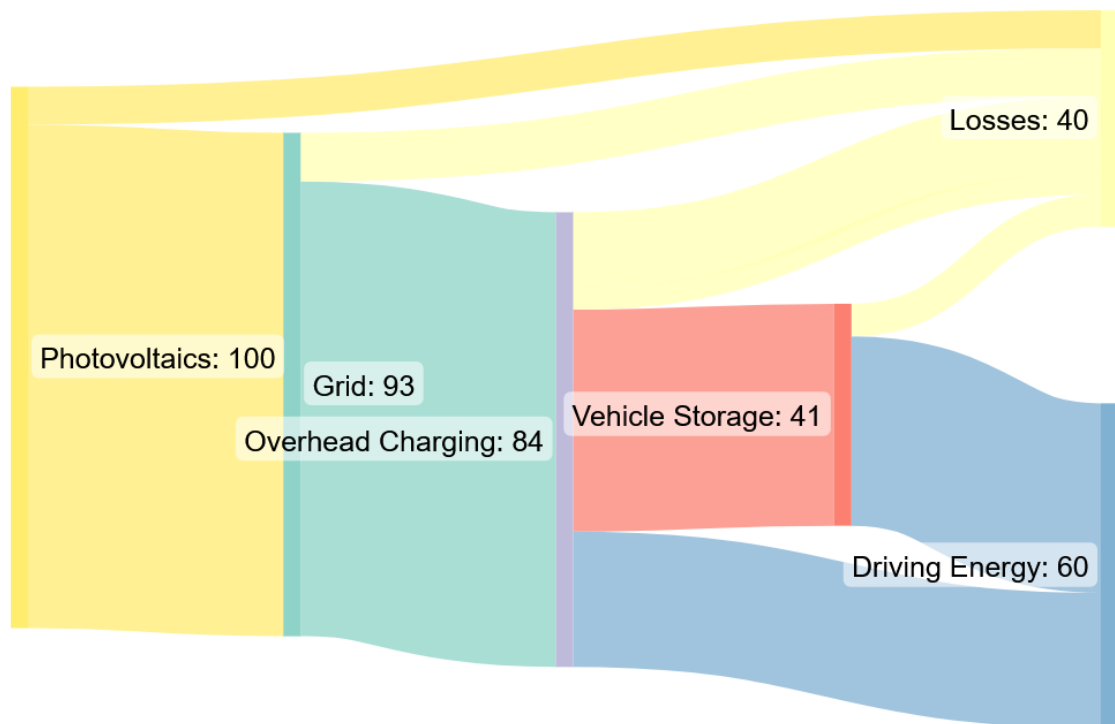 Losses: 40
Photovoltaics: 100
Grid: 93
Overhead Charging: 84
Vehicle Storage: 41
Driving Energy: 60